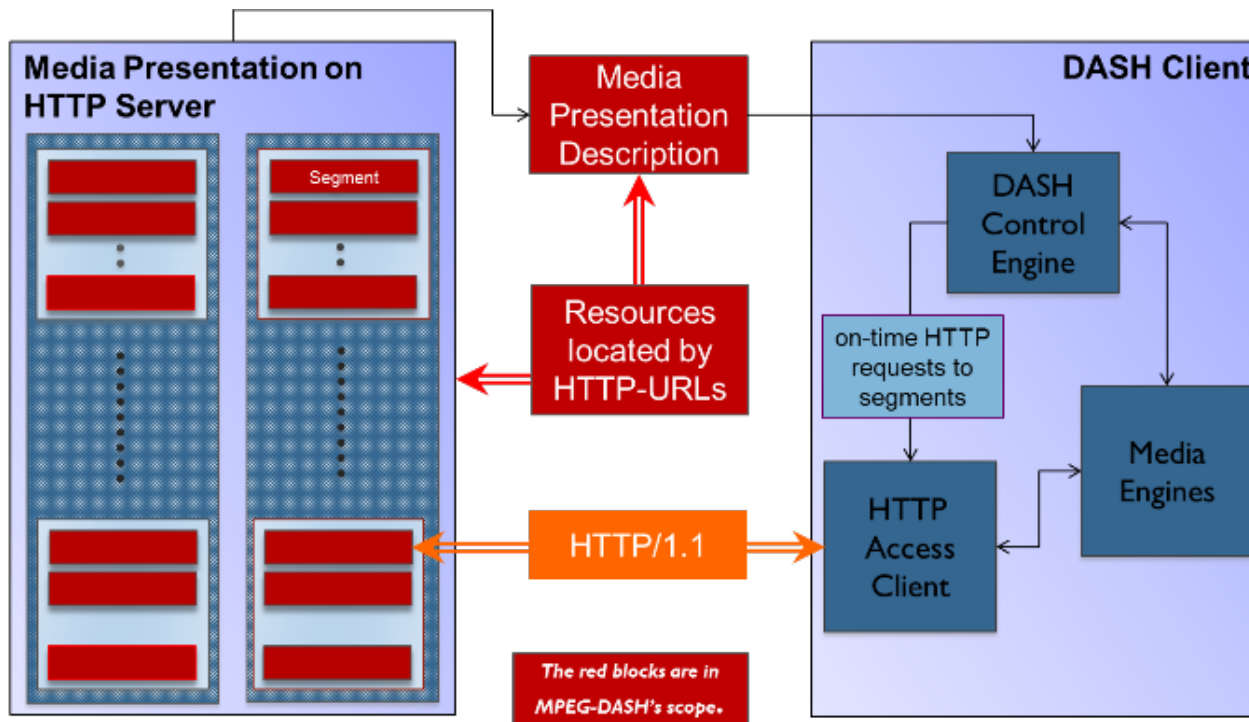 Media Presentation on
HTTP Server
Segment
Media
Presentation
Description
Resources
located by
HTTP-URLs
HTTP/1.1
The red blocks are in
MPEG-DASH's scope.
DASH Client
DASH
Control
Engine
on-time HTTP
requests to
segments
HTTP
Access
Client
Media
Engines